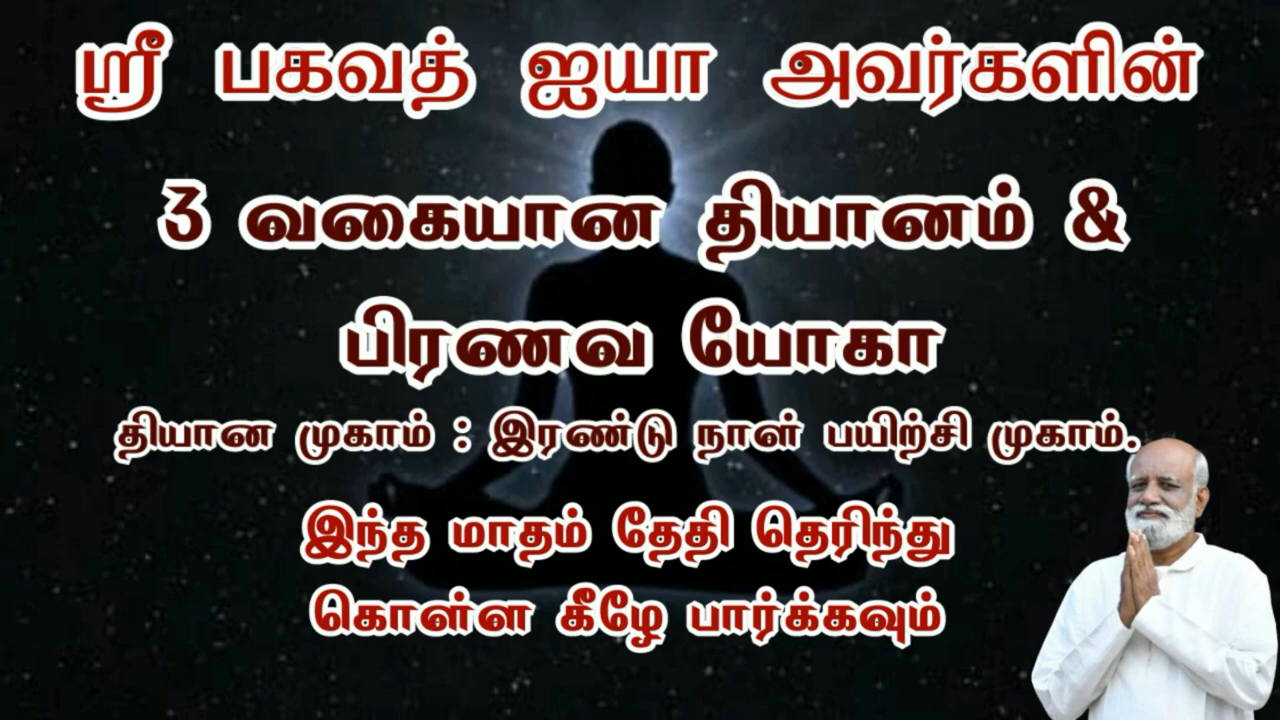 ஸ்ரீ பகவத் ஐயா அவர்களின்
3 வகையான தியானம் &
பிரணவ யோகா
தியான முகாம் : இரண்டு நாள் பயிற்சி முகாம்.
இந்த மாதம் தேதி தெரிந்து
கொள்ள கீழே பார்க்கவும்